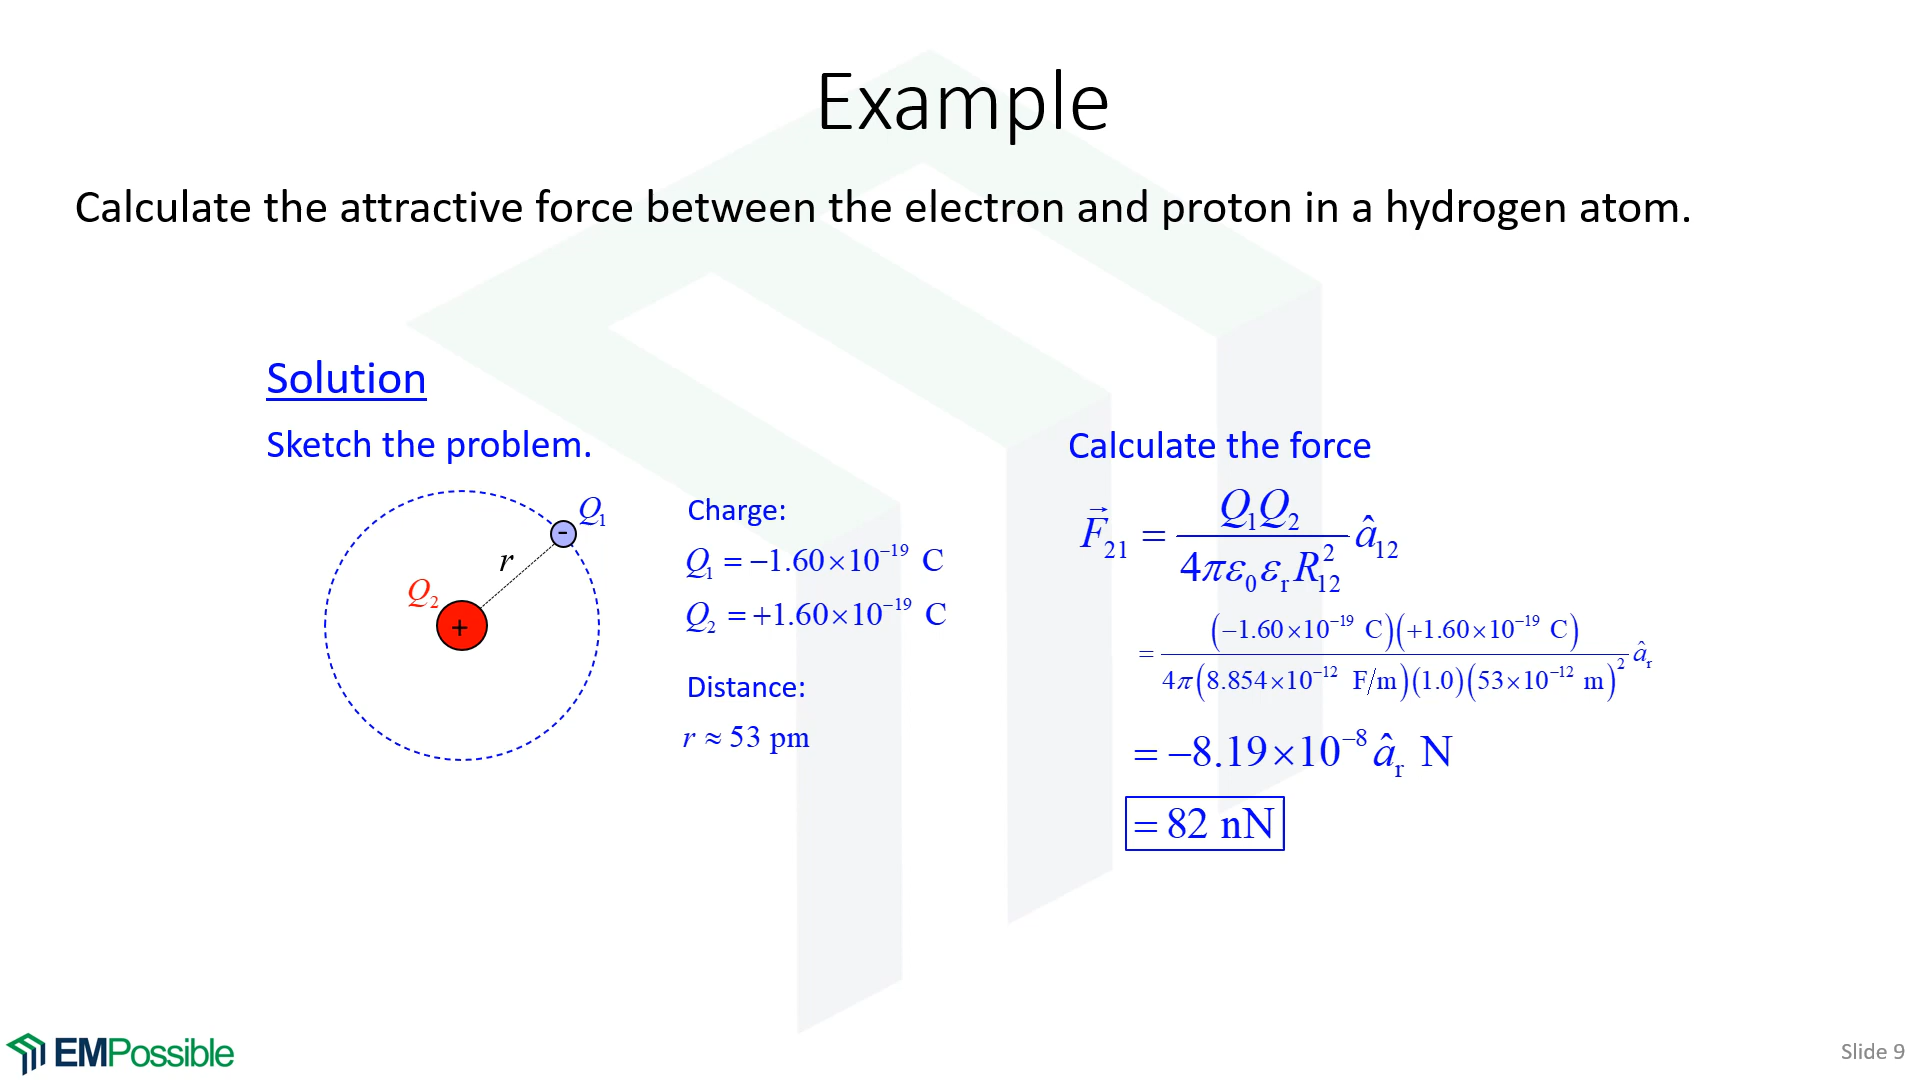 Example
Calculate the attractive force between the electron and proton in a hydrogen atom.
Solution
Sketch the problem.
Q₁
-
r
Q₂
+
Charge:
Q₁ = −1.60×10⁻¹⁹ C
Q₂ = +1.60×10⁻¹⁹ C
Distance:
r ≈ 53 pm
Calculate the force
F⃗₂₁ = Q₁Q₂ / 4πε₀εᵣR₁₂² â₁₂
= (−1.60×10⁻¹⁹ C)(+1.60×10⁻¹⁹ C) / 4π(8.854×10⁻¹² F/m)(1.0)(53×10⁻¹² m)² âᵣ
= −8.19×10⁻⁸ âᵣ N
= 82 nN
EMPossible
Slide 9